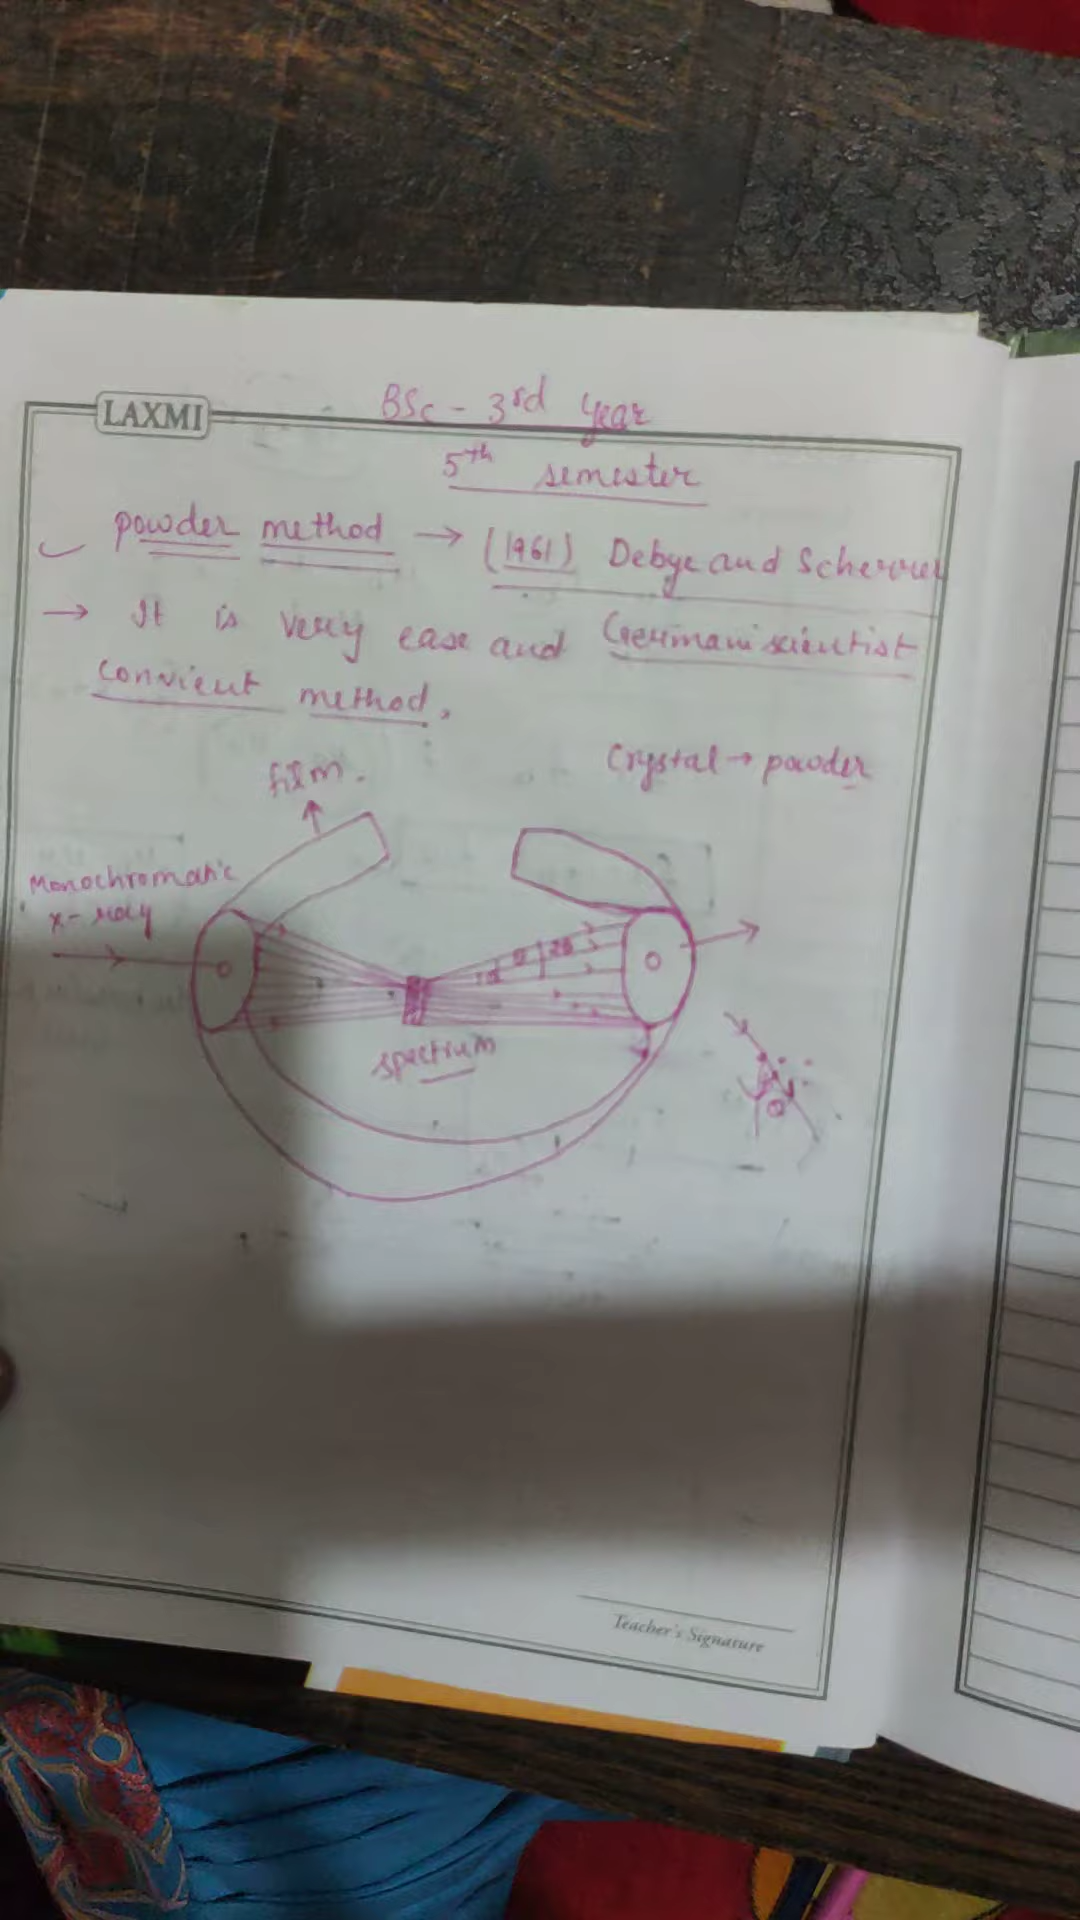 BSc - 3rd year
LAXMI
5th semester
powder method → (1961) Debye and Scherrer
→ It is very ease and Germani scientist
convient method.
Crystal → powder
film.
Monochromatic
x-ray
θ 2θ
spectrum
Teacher's Signature